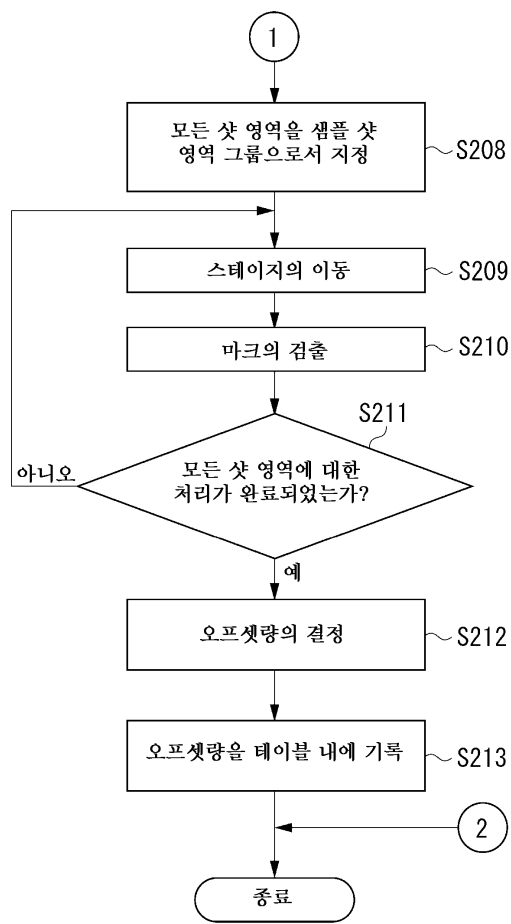 1
모든 샷 영역을 샘플 샷
영역 그룹으로서 지정
S208
스테이지의 이동
S209
마크의 검출
S210
S211
모든 샷 영역에 대한
처리가 완료되었는가?
아니오
예
오프셋량의 결정
S212
오프셋량을 테이블 내에 기록
S213
2
종료